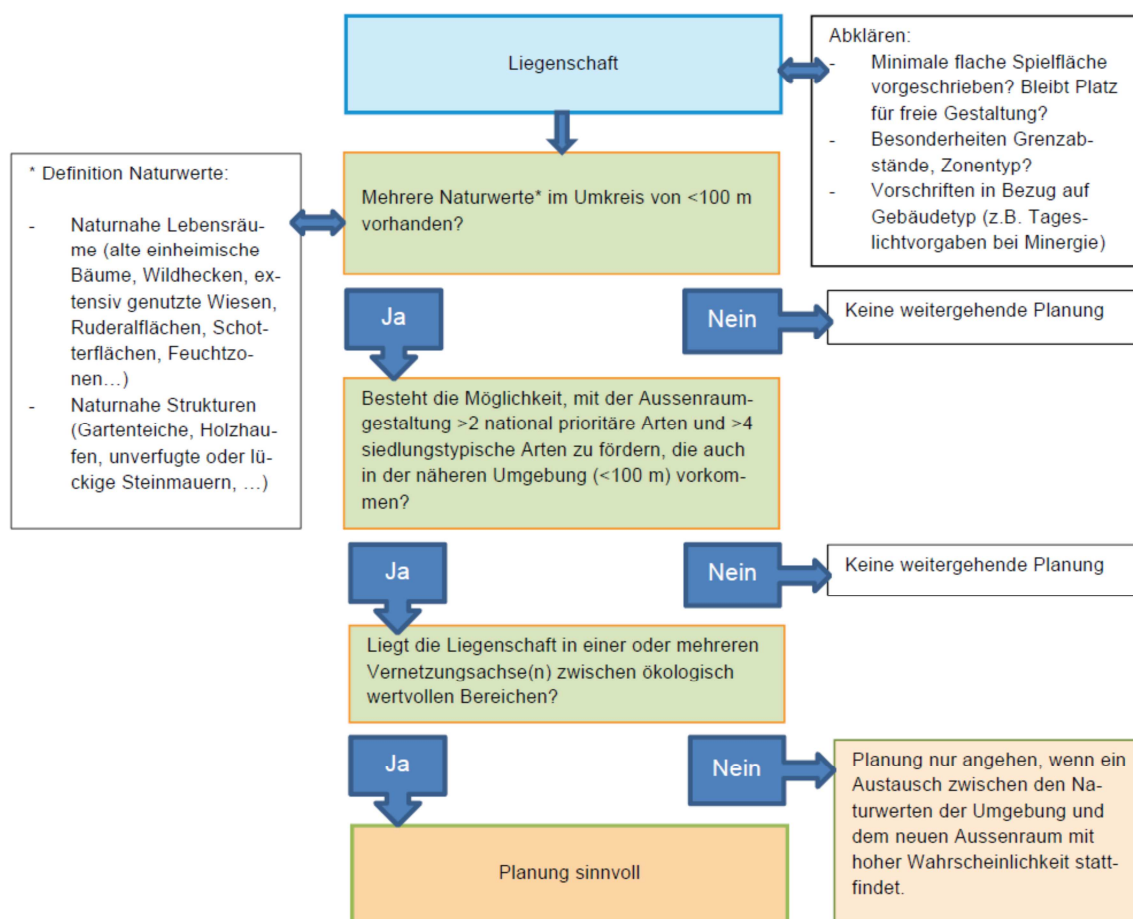 Liegenschaft
Abklären:
- Minimale flache Spielfläche
vorgeschrieben? Bleibt Platz
für freie Gestaltung?
- Besonderheiten Grenzab-
stände, Zonentyp?
- Vorschriften in Bezug auf
Gebäudetyp (z.B. Tages-
lichtvorgaben bei Minergie)
* Definition Naturwerte:
- Naturnahe Lebensräu-
me (alte einheimische
Bäume, Wildhecken, ex-
tensiv genutzte Wiesen,
Ruderalflächen, Schot-
terflächen, Feuchtzo-
nen…)
- Naturnahe Strukturen
(Gartenteiche, Holzhau-
fen, unverfugte oder lü-
ckige Steinmauern, …)
Mehrere Naturwerte* im Umkreis von <100 m
vorhanden?
Ja
Nein
Keine weitergehende Planung
Besteht die Möglichkeit, mit der Aussenraum-
gestaltung >2 national prioritäre Arten und >4
siedlungstypische Arten zu fördern, die auch
in der näheren Umgebung (<100 m) vorkom-
men?
Ja
Nein
Keine weitergehende Planung
Liegt die Liegenschaft in einer oder mehreren
Vernetzungsachse(n) zwischen ökologisch
wertvollen Bereichen?
Ja
Nein
Planung nur angehen, wenn ein
Austausch zwischen den Na-
turwerten der Umgebung und
dem neuen Aussenraum mit
hoher Wahrscheinlichkeit statt-
findet.
Planung sinnvoll